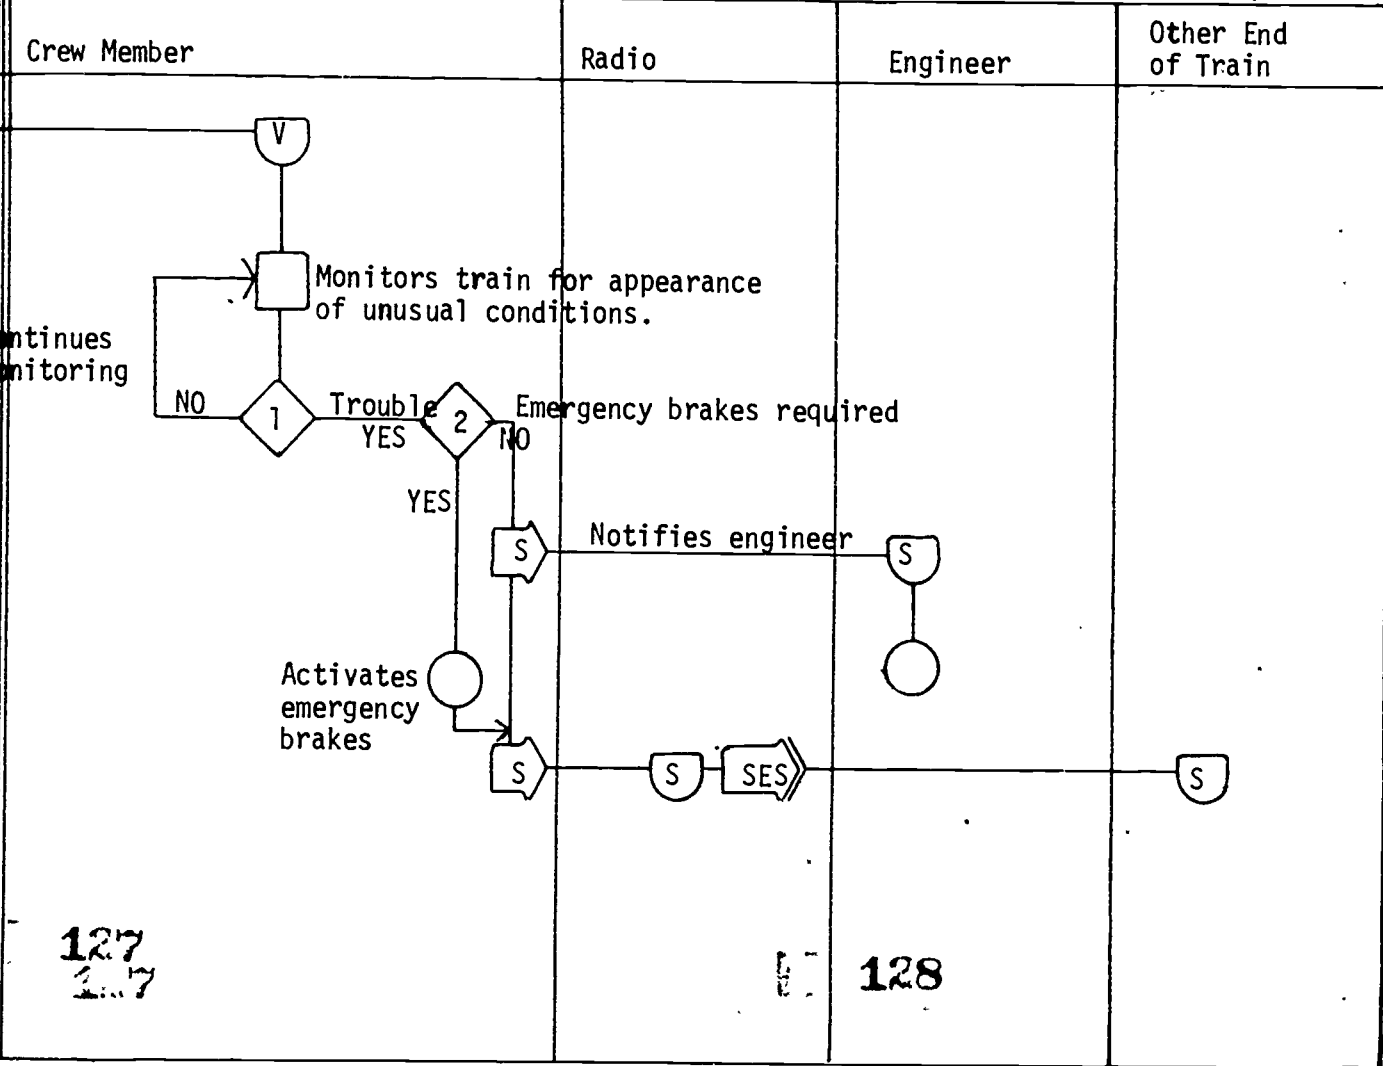 Crew Member
Radio
Engineer
Other End
of Train
V
Monitors train for appearance
of unusual conditions.
ntinues
nitoring
NO
1
Trouble
YES
2
Emergency brakes required
NO
YES
S
Notifies engineer
S
Activates
emergency
brakes
S
S
SES
S
127
128